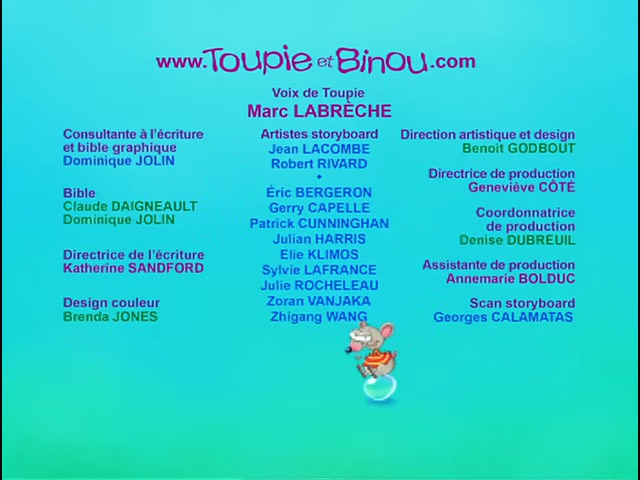 www.Toupie et Binou.com
Voix de Toupie
Marc LABRÈCHE
Consultante à l'écriture
et bible graphique
Dominique JOLIN
Bible
Claude DAIGNEAULT
Dominique JOLIN
Directrice de l'écriture
Katherine SANDFORD
Design couleur
Brenda JONES
Artistes storyboard
Jean LACOMBE
Robert RIVARD
•
Éric BERGERON
Gerry CAPELLE
Patrick CUNNINGHAN
Julian HARRIS
Elie KLIMOS
Sylvie LAFRANCE
Julie ROCHELEAU
Zoran VANJAKA
Zhigang WANG
Direction artistique et design
Benoit GODBOUT
Directrice de production
Geneviève CÔTÉ
Coordonnatrice
de production
Denise DUBREUIL
Assistante de production
Annemarie BOLDUC
Scan storyboard
Georges CALAMATAS